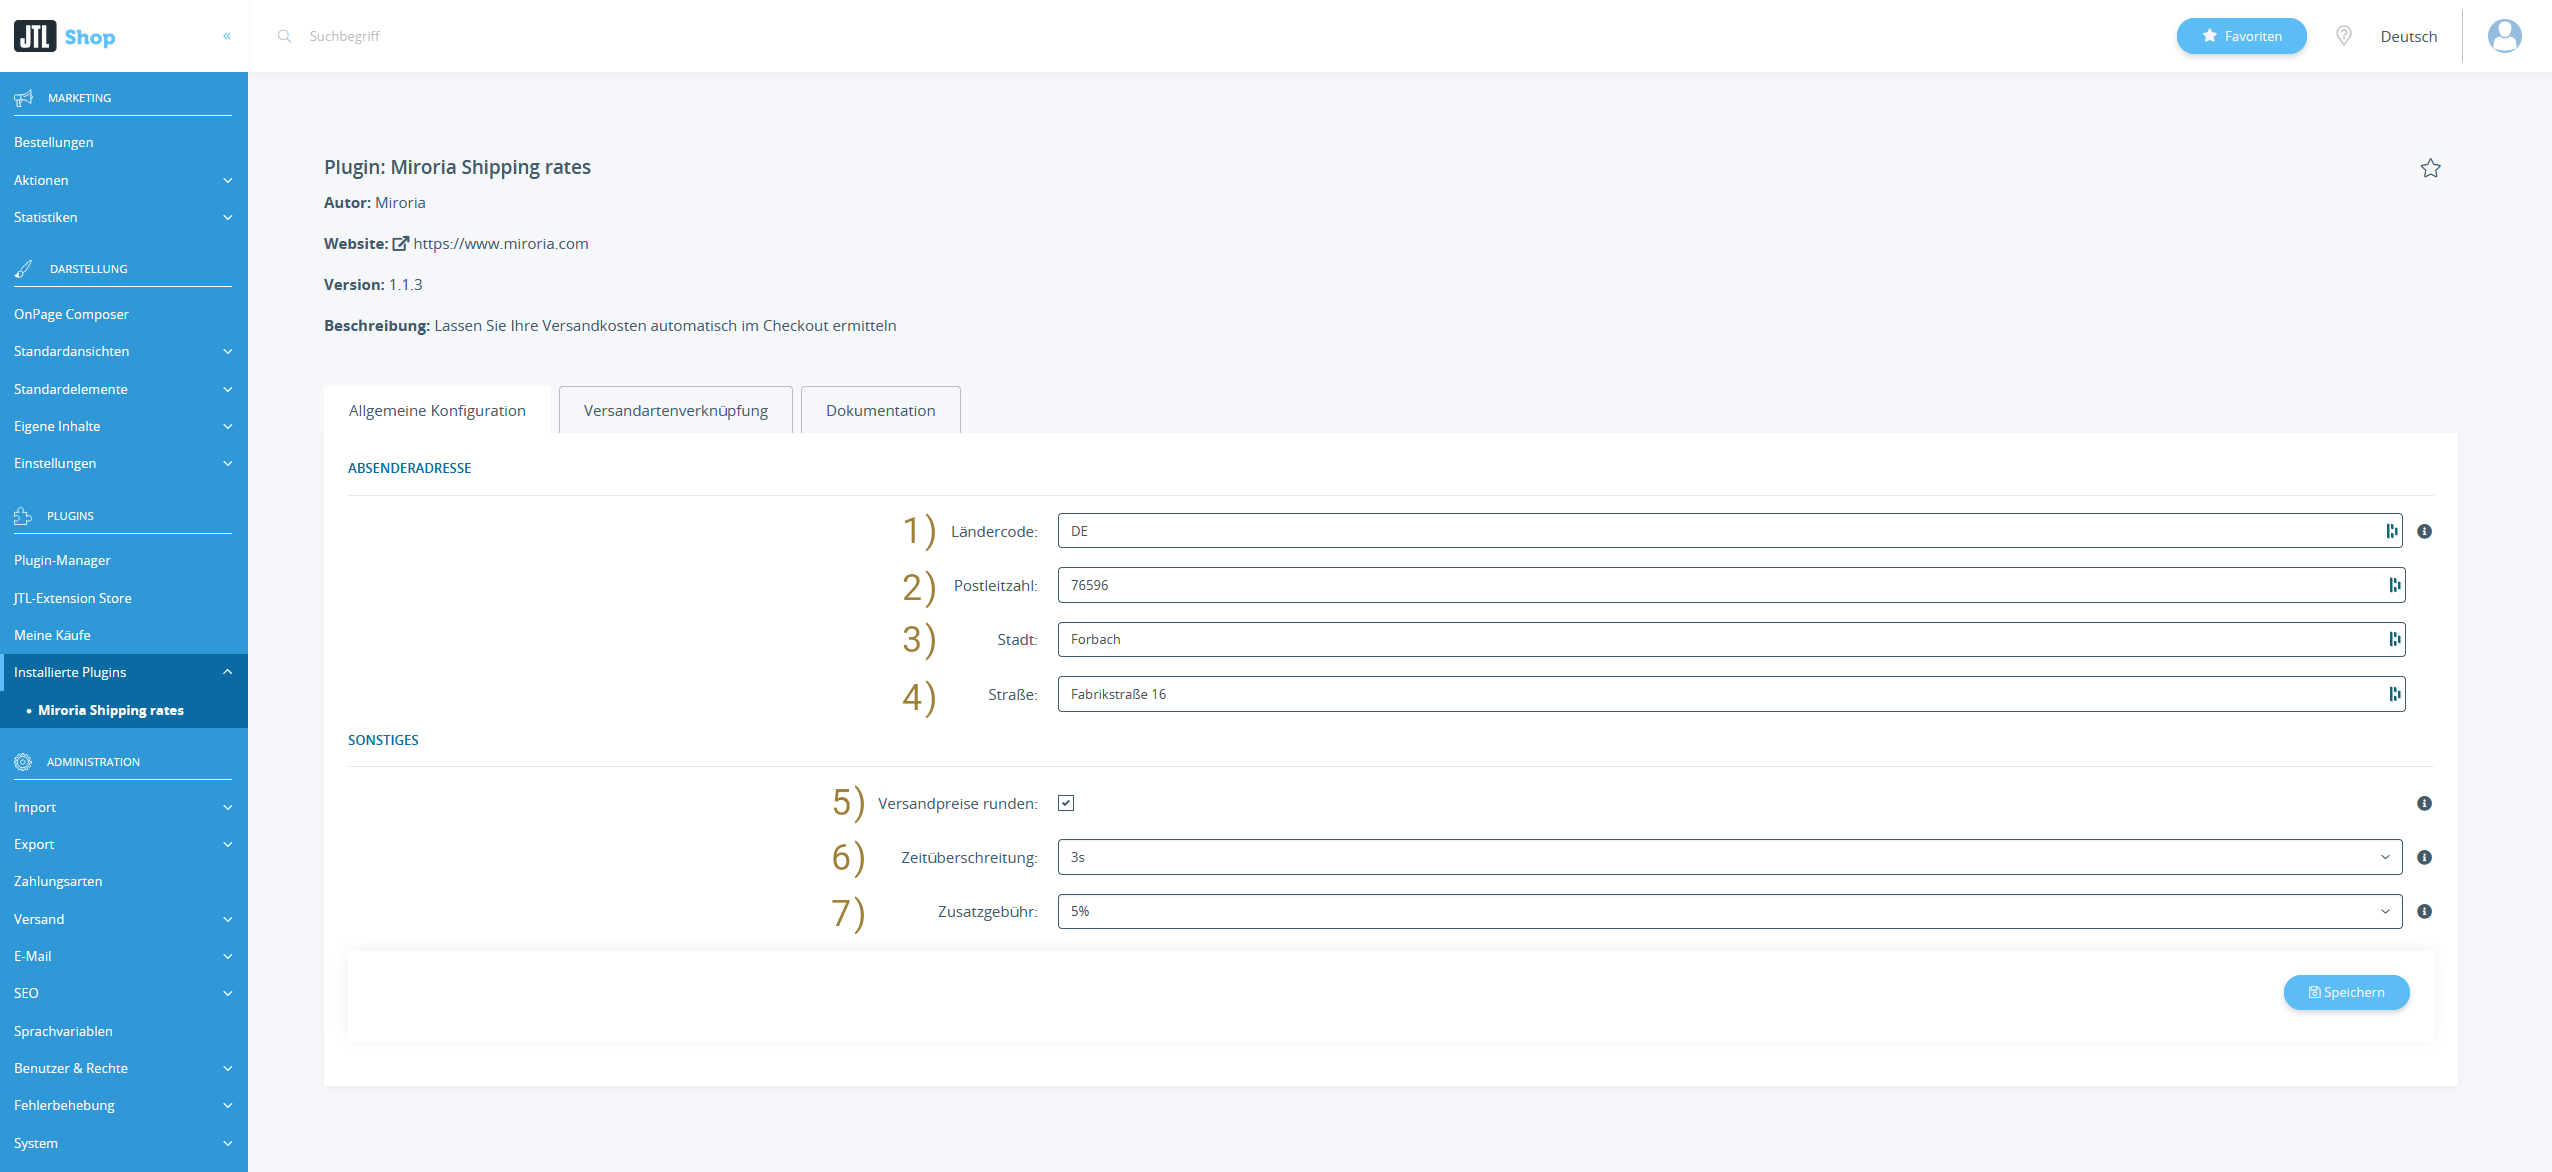 JTL Shop
«
Suchbegriff
Favoriten
Deutsch
MARKETING
Bestellungen
Aktionen
Statistiken
DARSTELLUNG
OnPage Composer
Standardansichten
Standardelemente
Eigene Inhalte
Einstellungen
PLUGINS
Plugin-Manager
JTL-Extension Store
Meine Käufe
Installierte Plugins
• Miroria Shipping rates
ADMINISTRATION
Import
Export
Zahlungsarten
Versand
E-Mail
SEO
Sprachvariablen
Benutzer & Rechte
Fehlerbehebung
System
Plugin: Miroria Shipping rates
Autor: Miroria
Website: https://www.miroria.com
Version: 1.1.3
Beschreibung: Lassen Sie Ihre Versandkosten automatisch im Checkout ermitteln
Allgemeine Konfiguration
Versandartenverknüpfung
Dokumentation
ABSENDERADRESSE
1) Ländercode: DE
2) Postleitzahl: 76596
3) Stadt: Forbach
4) Straße: Fabrikstraße 16
SONSTIGES
5) Versandpreise runden:
6) Zeitüberschreitung: 3s
7) Zusatzgebühr: 5%
Speichern